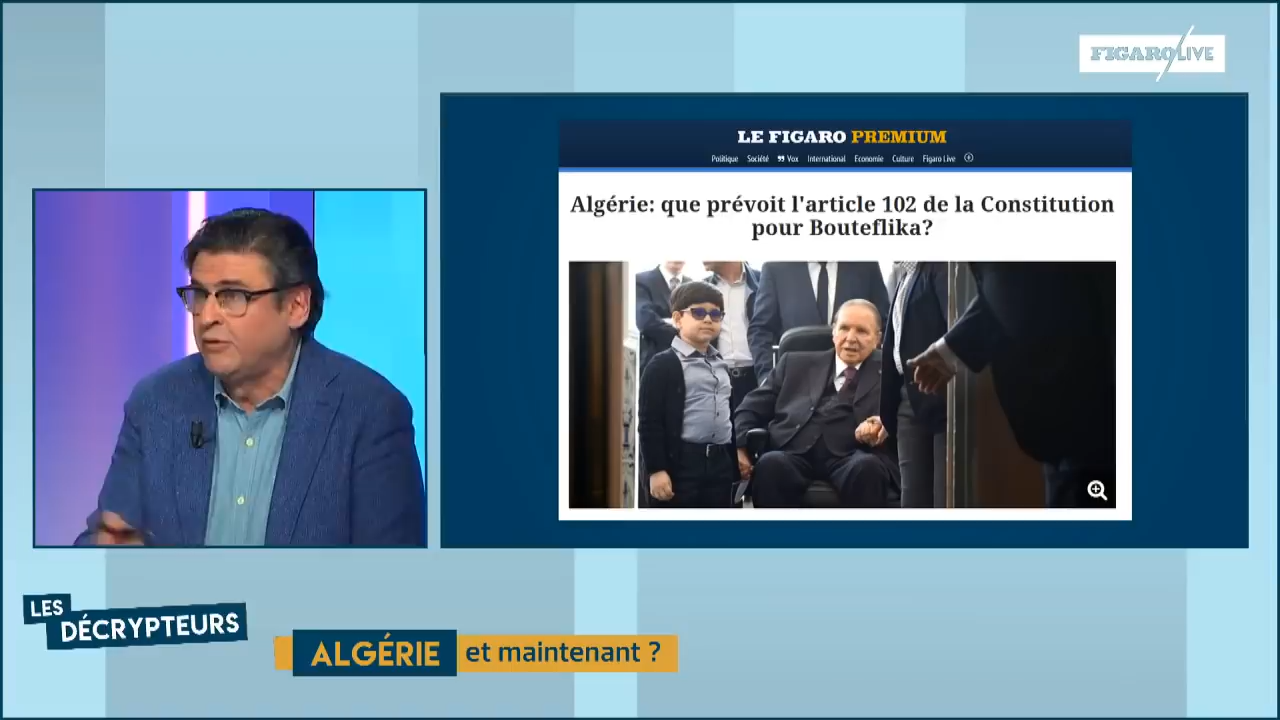 FIGARO LIVE
LE FIGARO PREMIUM
Politique Société Vox International Economie Culture Figaro Live
Algérie: que prévoit l'article 102 de la Constitution
pour Bouteflika?
LES
DÉCRYPTEURS
ALGÉRIE et maintenant ?